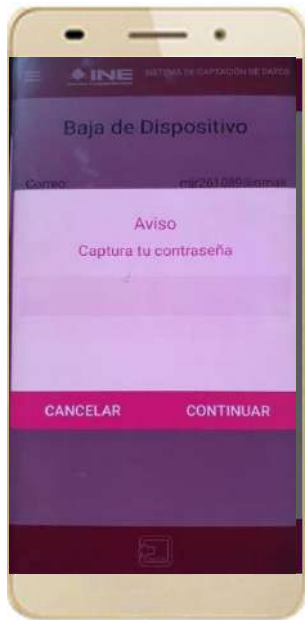 INE SISTEMA DE CAPTACIÓN DE DATOS
Baja de Dispositivo
Correo:
Aviso
Captura tu contraseña
CANCELAR CONTINUAR